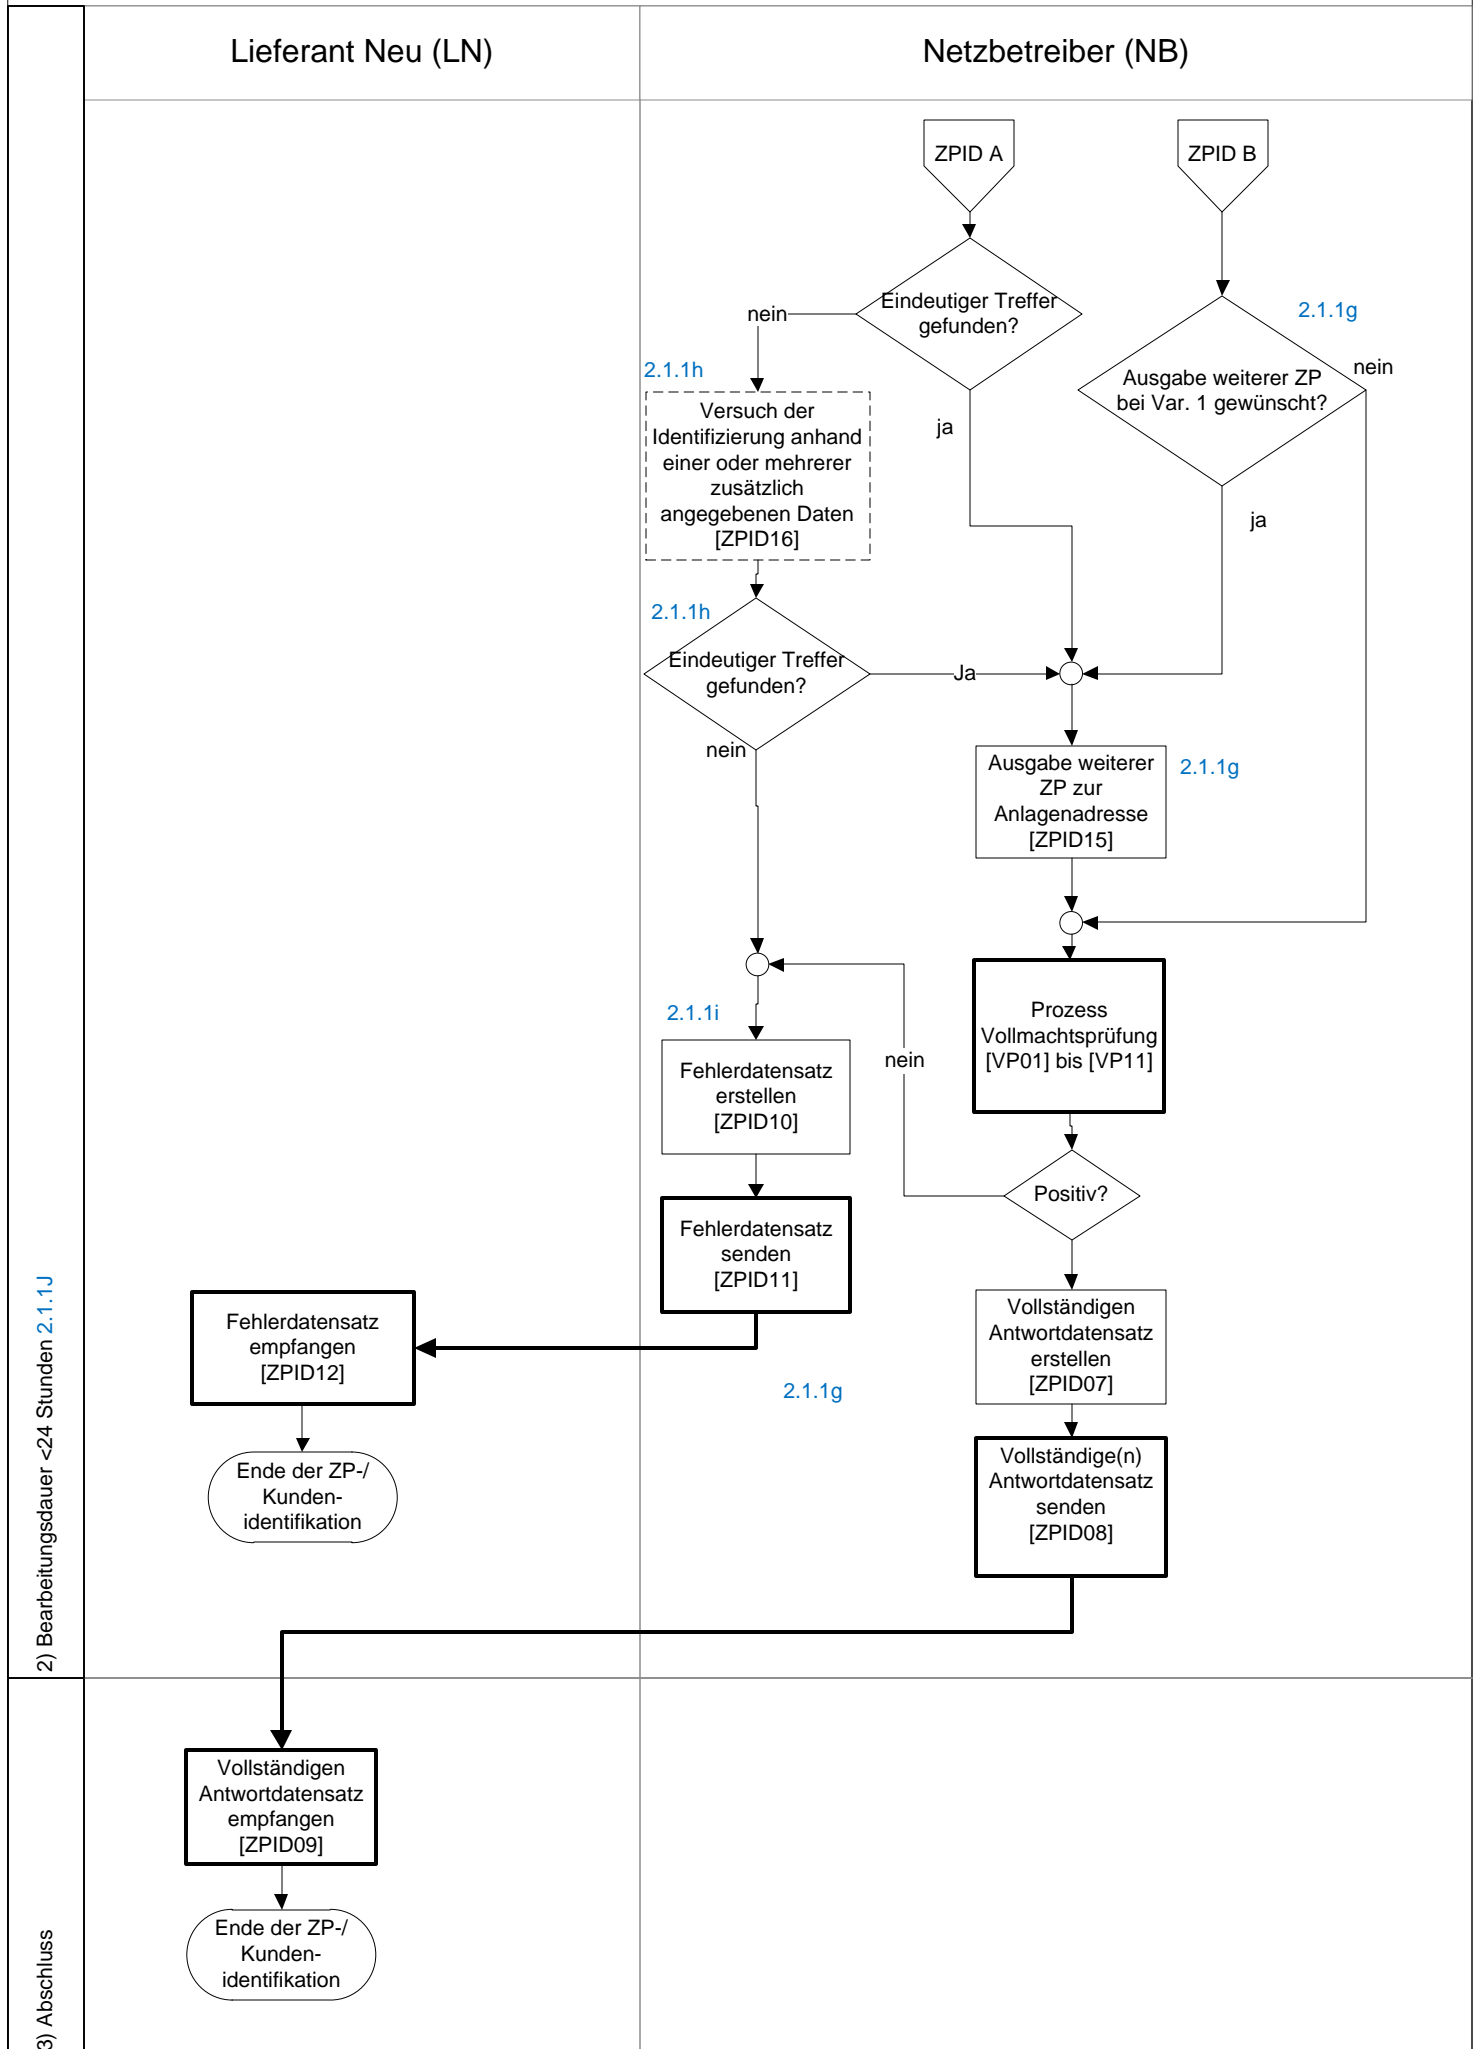 Lieferant Neu (LN)
Netzbetreiber (NB)
ZPID A
ZPID B
Eindeutiger Treffer
gefunden?
nein
2.1.1g
nein
Ausgabe weiterer ZP
bei Var. 1 gewünscht?
2.1.1h
Versuch der
Identifizierung anhand
einer oder mehrerer
zusätzlich
angegebenen Daten
[ZPID16]
ja
ja
2.1.1h
Eindeutiger Treffer
gefunden?
Ja
nein
Ausgabe weiterer
ZP zur
Anlagenadresse
[ZPID15]
2.1.1g
2.1.1i
Prozess
Vollmachtsprüfung
[VP01] bis [VP11]
nein
Fehlerdatensatz
erstellen
[ZPID10]
Positiv?
Fehlerdatensatz
senden
[ZPID11]
2) Bearbeitungsdauer <24 Stunden 2.1.1J
Fehlerdatensatz
empfangen
[ZPID12]
Vollständigen
Antwortdatensatz
erstellen
[ZPID07]
2.1.1g
Ende der ZP-/
Kunden-
identifikation
Vollständige(n)
Antwortdatensatz
senden
[ZPID08]
Vollständigen
Antwortdatensatz
empfangen
[ZPID09]
3) Abschluss
Ende der ZP-/
Kunden-
identifikation